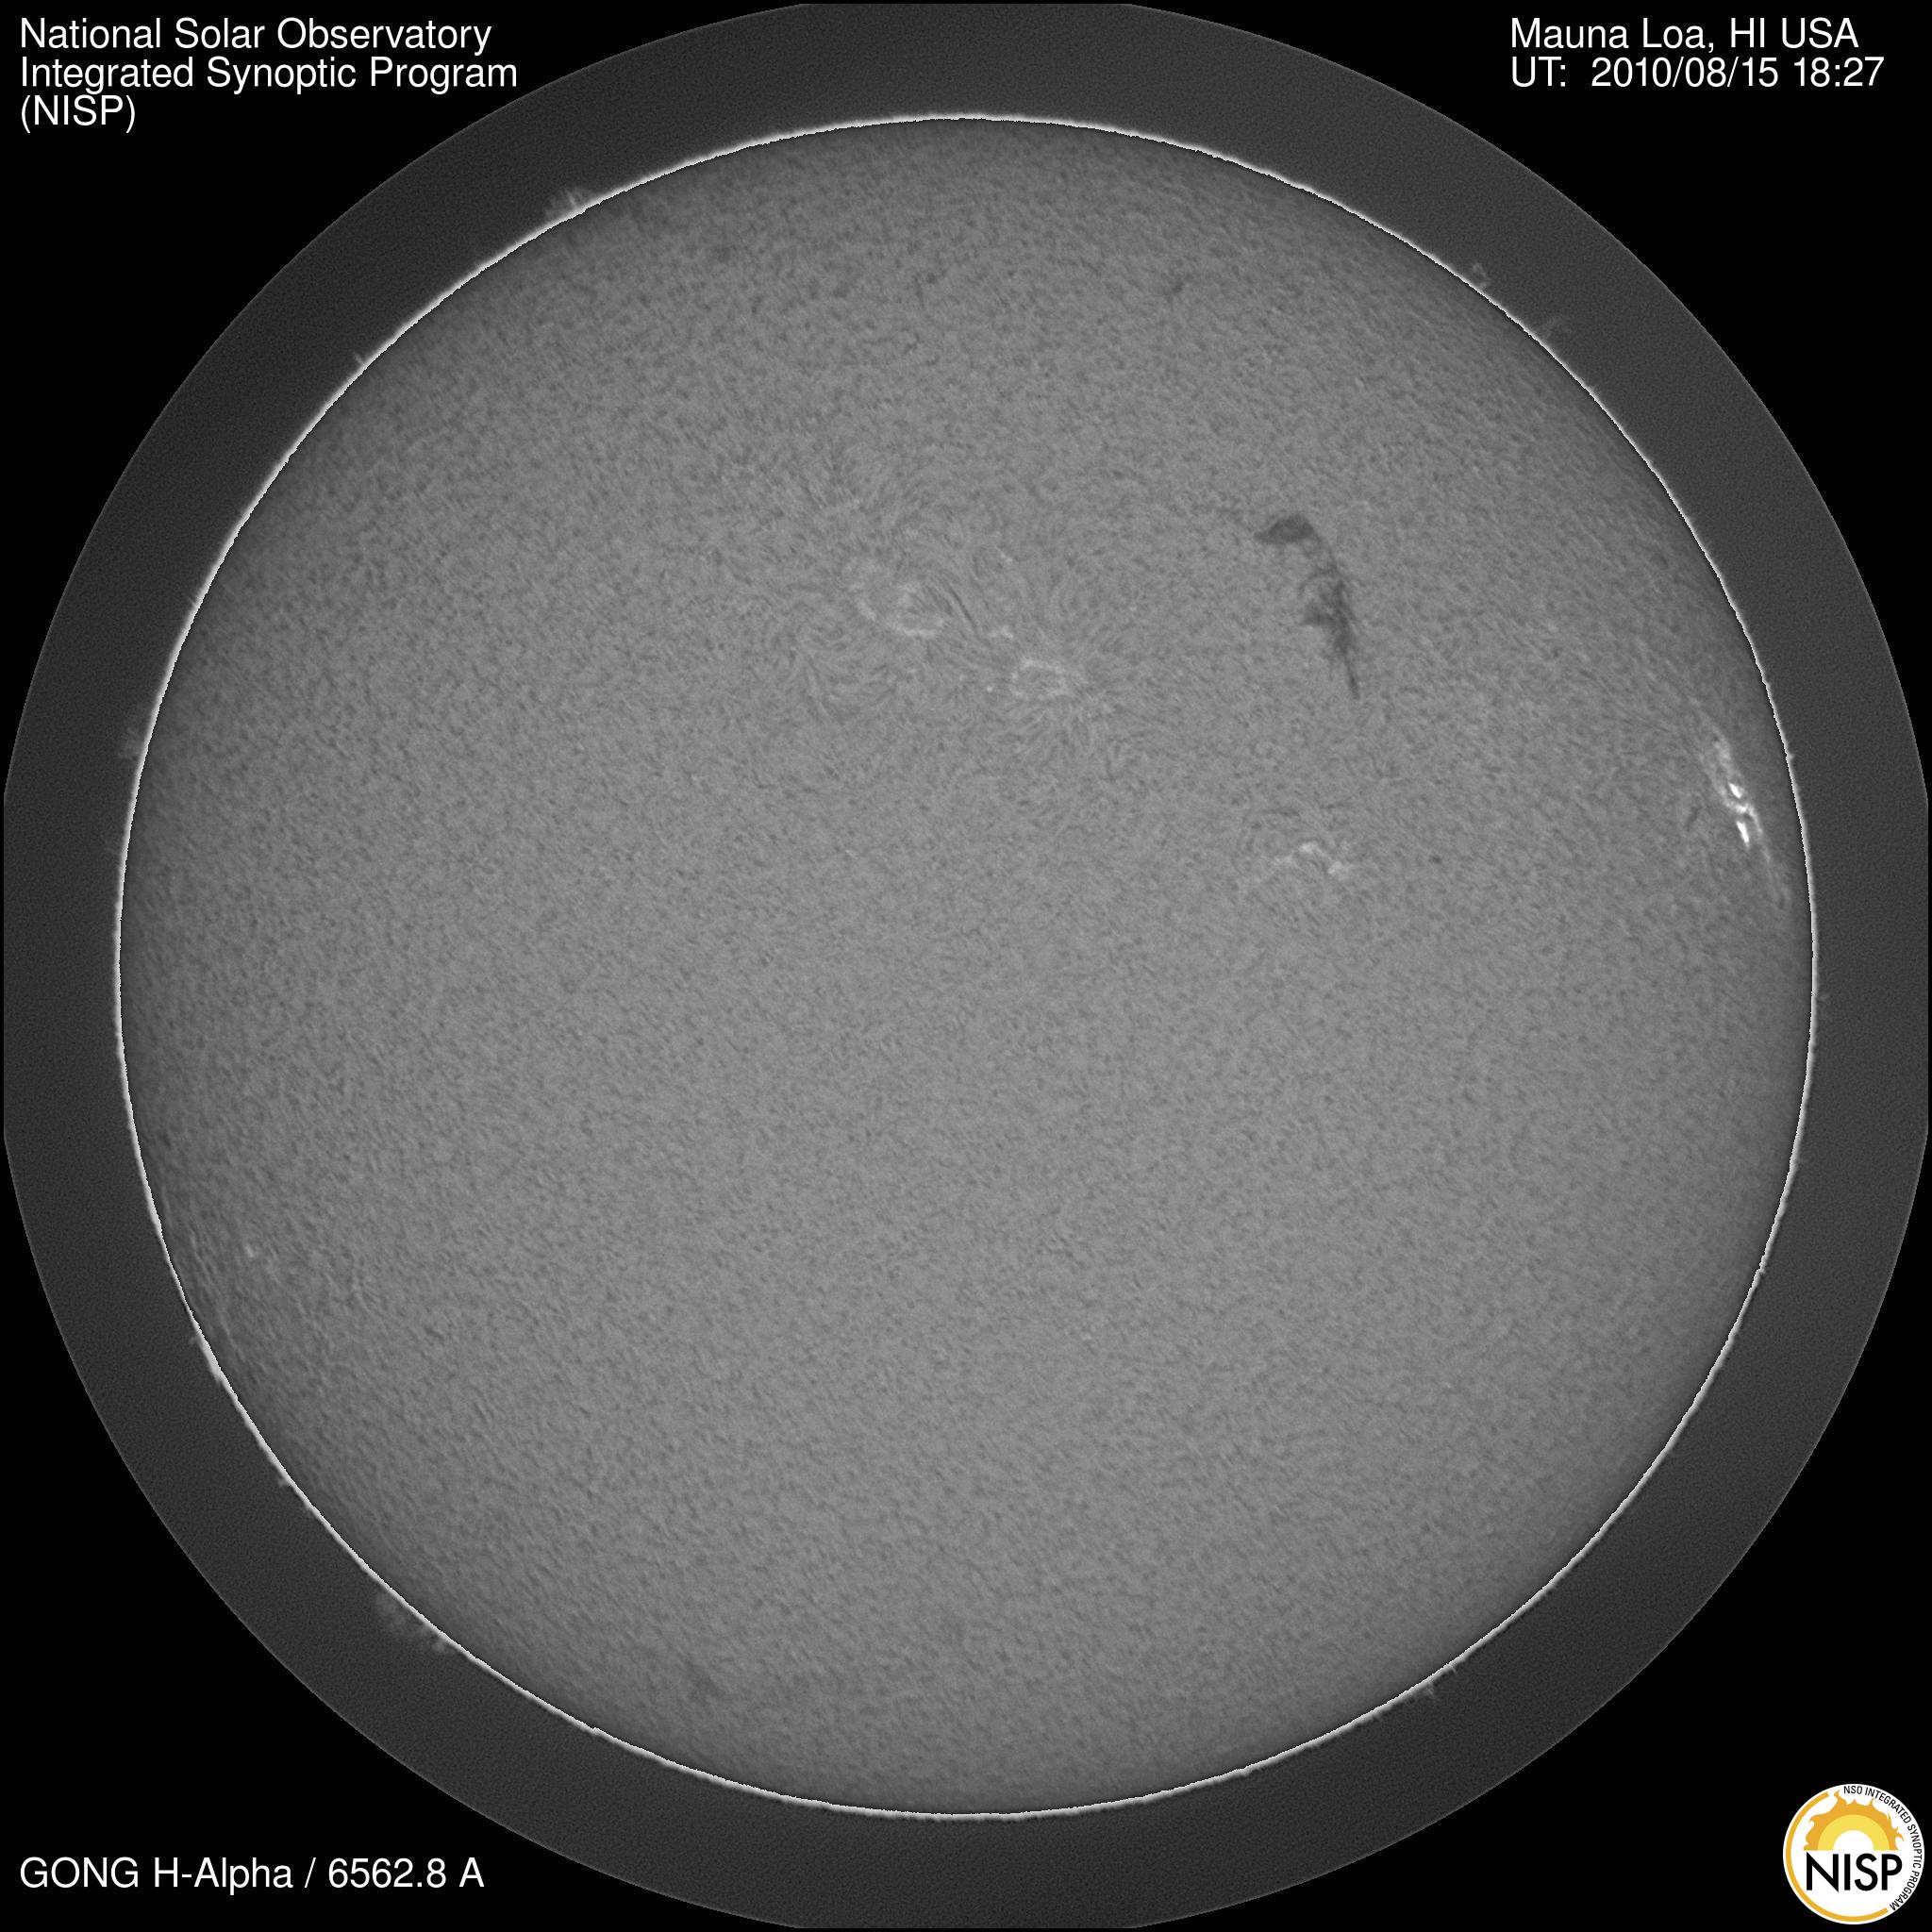 National Solar Observatory
Integrated Synoptic Program
(NISP)
Mauna Loa, HI USA
UT: 2010/08/15 18:27
GONG H-Alpha / 6562.8 A
NSO INTEGRATED SYNOPTIC PROGRAM
NISP